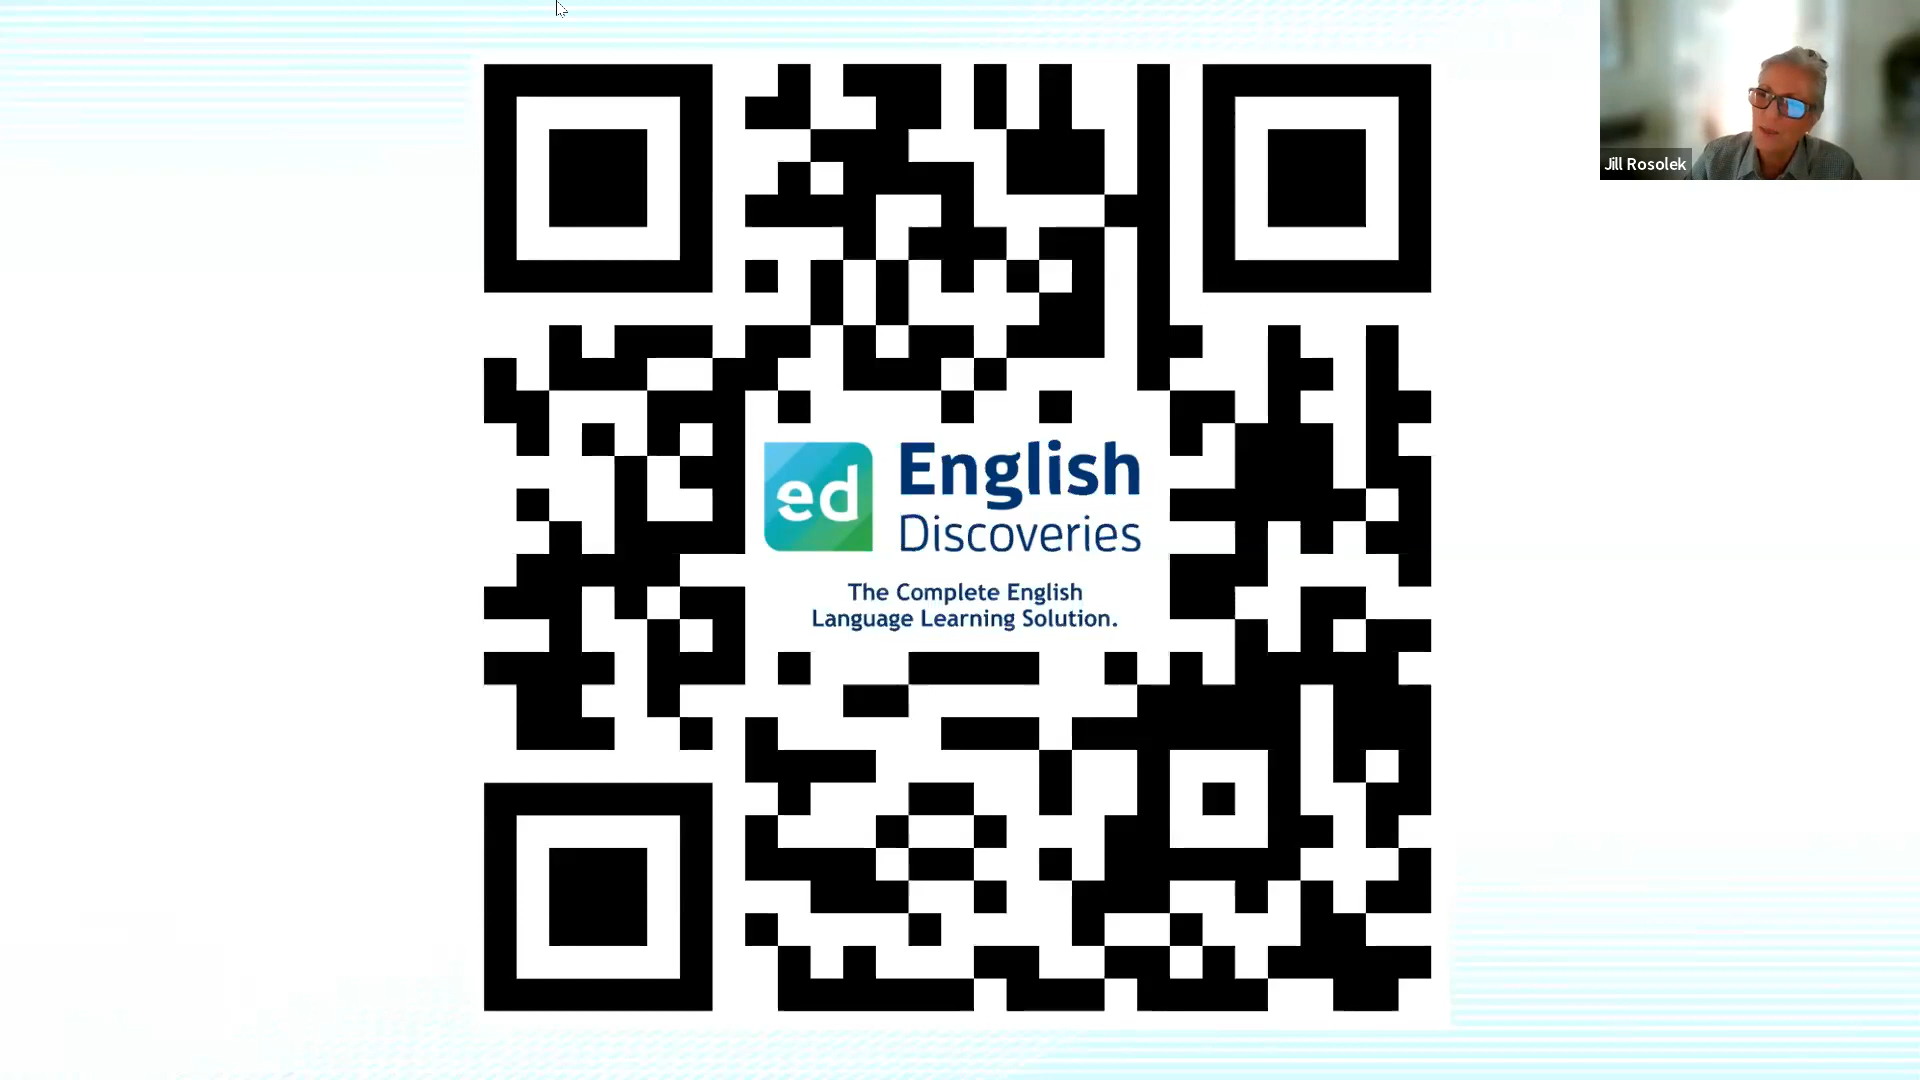 Jill Rosolek
ed
English
Discoveries
The Complete English
Language Learning Solution.